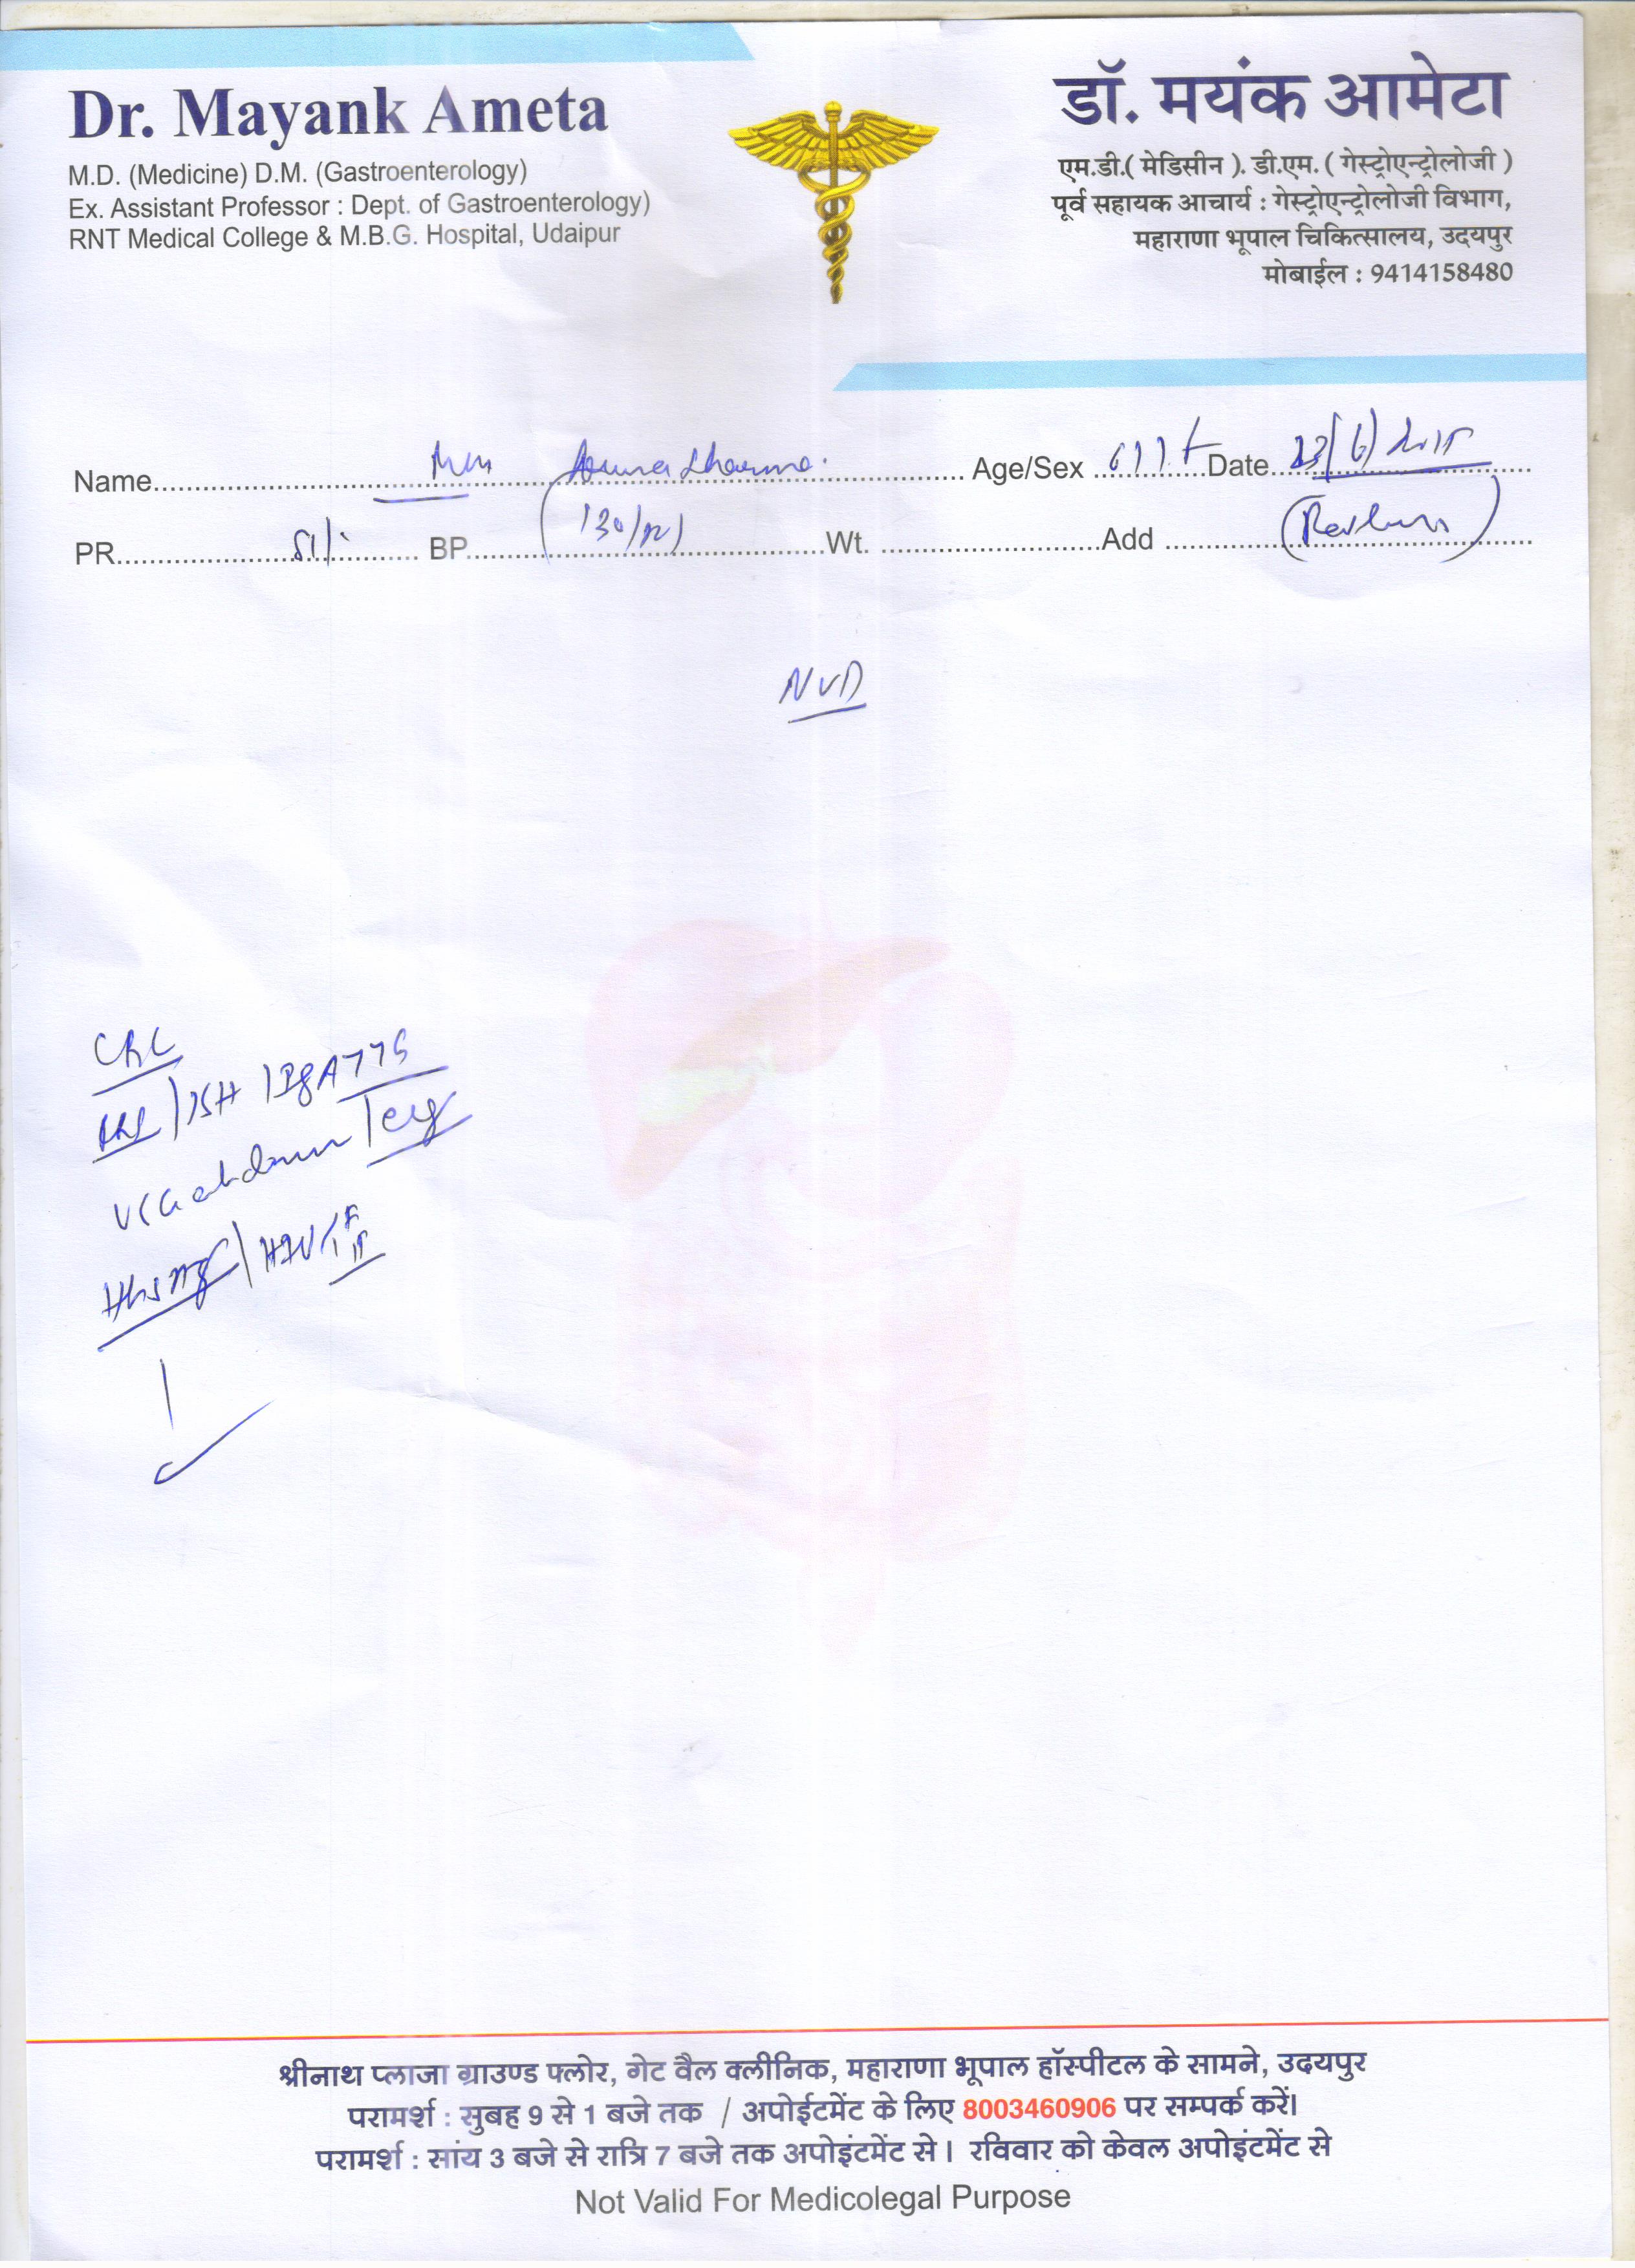 Dr. Mayank Ameta
M.D. (Medicine) D.M. (Gastroenterology)
Ex. Assistant Professor : Dept. of Gastroenterology)
RNT Medical College & M.B.G. Hospital, Udaipur
डॉ. मयंक आमेटा
एम.डी.( मेडिसीन ). डी.एम. ( गेस्ट्रोएन्ट्रोलोजी )
पूर्व सहायक आचार्य : गेस्ट्रोएन्ट्रोलोजी विभाग,
महाराणा भूपाल चिकित्सालय, उदयपुर
मोबाईल : 9414158480
Name Sharma Age/Sex Date
PR BP Wt. Add
NVD
CBC
IgA TTG
श्रीनाथ प्लाजा ग्राउण्ड फ्लोर, गेट वैल क्लीनिक, महाराणा भूपाल हॉस्पीटल के सामने, उदयपुर
परामर्श : सुबह 9 से 1 बजे तक / अपोईटमेंट के लिए 8003460906 पर सम्पर्क करें।
परामर्श : सांय 3 बजे से रात्रि 7 बजे तक अपोइंटमेंट से। रविवार को केवल अपोइंटमेंट से
Not Valid For Medicolegal Purpose